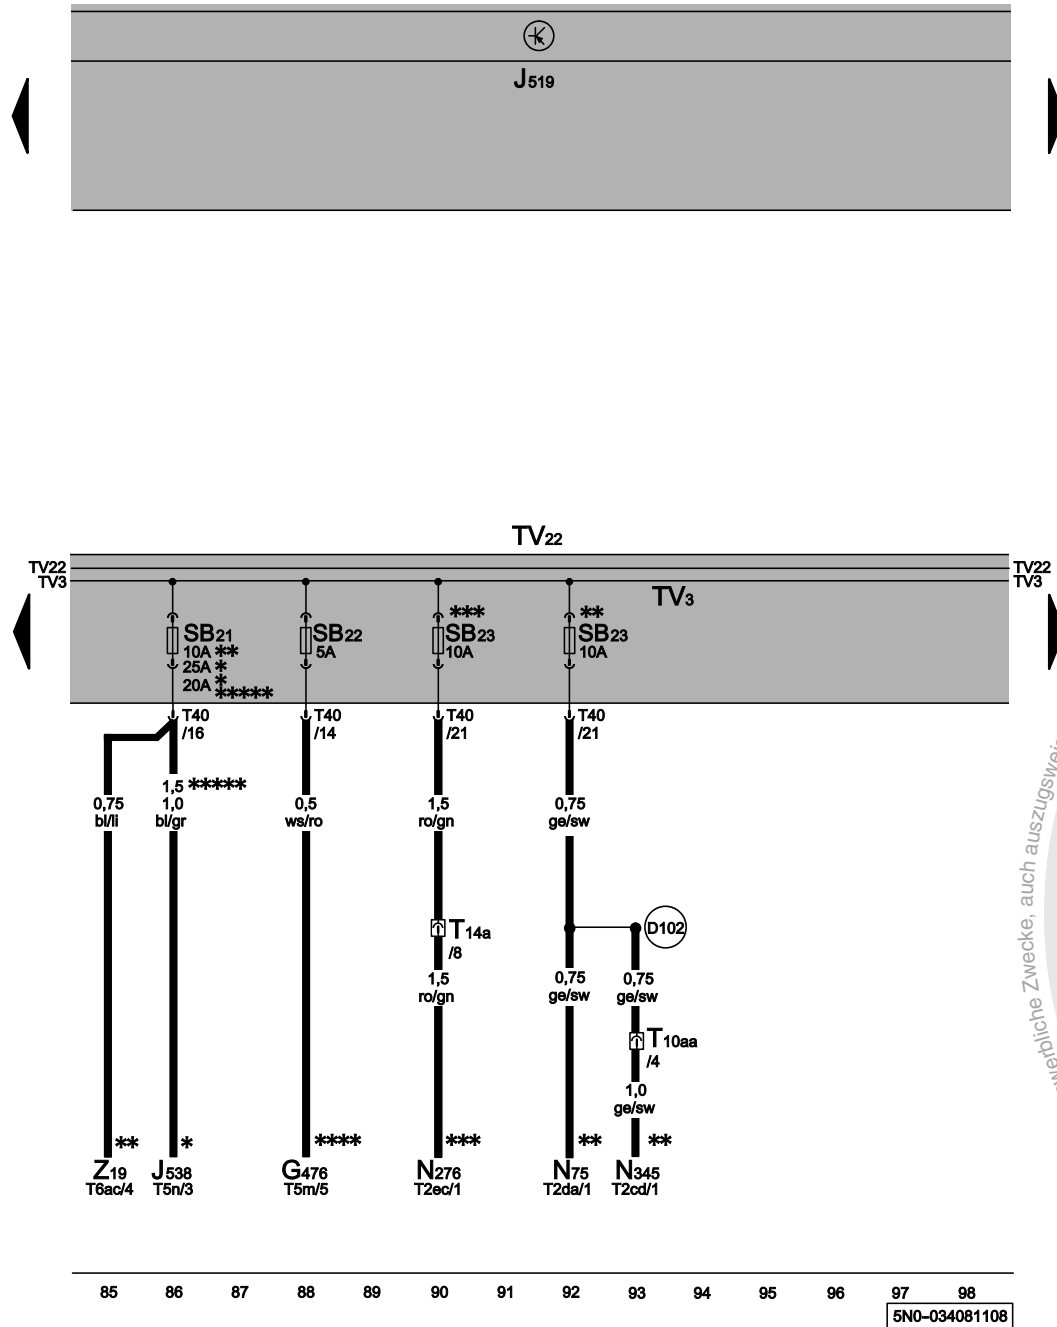 J519
TV22
TV22 TV22
TV3 TV3
TV3
*** **
SB21 SB22 SB23 SB23
10A ** 5A 10A 10A
25A *
*
20A *****
T40 T40 T40 T40
/16 /14 /21 /21
1,5 *****
0,75 1,0 0,5 1,5 0,75
bl/li bl/gr ws/ro ro/gn ge/sw
D102
T14a
/8
1,5 0,75 0,75
ro/gn ge/sw ge/sw
T10aa
/4
1,0
ge/sw
** * **** *** ** **
Z19 J538 G476 N276 N75 N345
T6ac/4 T5n/3 T5m/5 T2ec/1 T2da/1 T2cd/1
85 86 87 88 89 90 91 92 93 94 95 96 97 98
5N0-034081108
Zwecke, auch